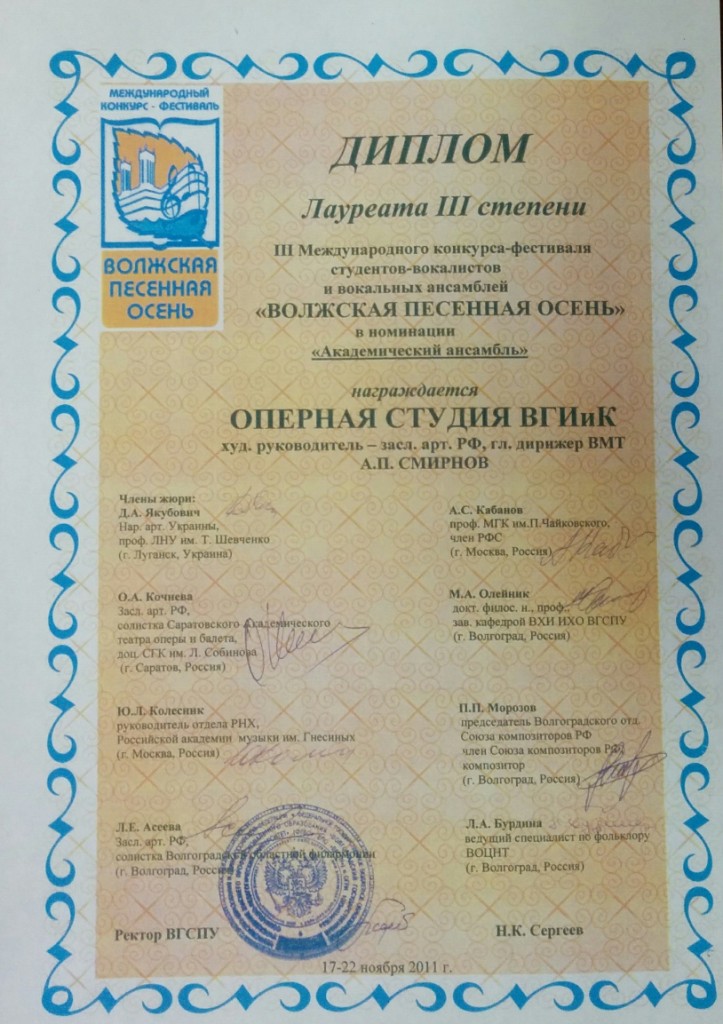 МЕЖДУНАРОДНЫЙ
КОНКУРС - ФЕСТИВАЛЬ
ВОЛЖСКАЯ
ПЕСЕННАЯ
ОСЕНЬ
ДИПЛОМ
Лауреата III степени
III Международного конкурса-фестиваля
студентов-вокалистов
и вокальных ансамблей
«ВОЛЖСКАЯ ПЕСЕННАЯ ОСЕНЬ»
в номинации
«Академический ансамбль»
награждается
ОПЕРНАЯ СТУДИЯ ВГИиК
худ. руководитель – засл. арт. РФ, гл. дирижер ВМТ
А.П. СМИРНОВ
Члены жюри:
Д.А. Якубович
Нар. арт. Украины,
проф. ЛНУ им. Т. Шевченко
(г. Луганск, Украина)
А.С. Кабанов
проф. МГК им.П.Чайковского,
член РФС
(г. Москва, Россия)
О.А. Кочнева
Засл. арт. РФ,
солистка Саратовского Академического
театра оперы и балета,
доц. СГК им. Л. Собинова
(г. Саратов, Россия)
М.А. Олейник
докт. филос. н., проф.,
зав. кафедрой ВХИ ИХО ВГСПУ
(г. Волгоград, Россия)
Ю.Л. Колесник
руководитель отдела РНХ,
Российской академии музыки им. Гнесиных
(г. Москва, Россия)
П.П. Морозов
председатель Волгоградского отд.
Союза композиторов РФ
член Союза композиторов РФ,
композитор
(г. Волгоград, Россия)
Л.Е. Асеева
Засл. арт. РФ,
солистка Волгоградской областной филармонии
(г. Волгоград, Россия)
Л.А. Бурдина
ведущий специалист по фольклору
ВОЦНТ
(г. Волгоград, Россия)
Ректор ВГСПУ
Н.К. Сергеев
17-22 ноября 2011 г.